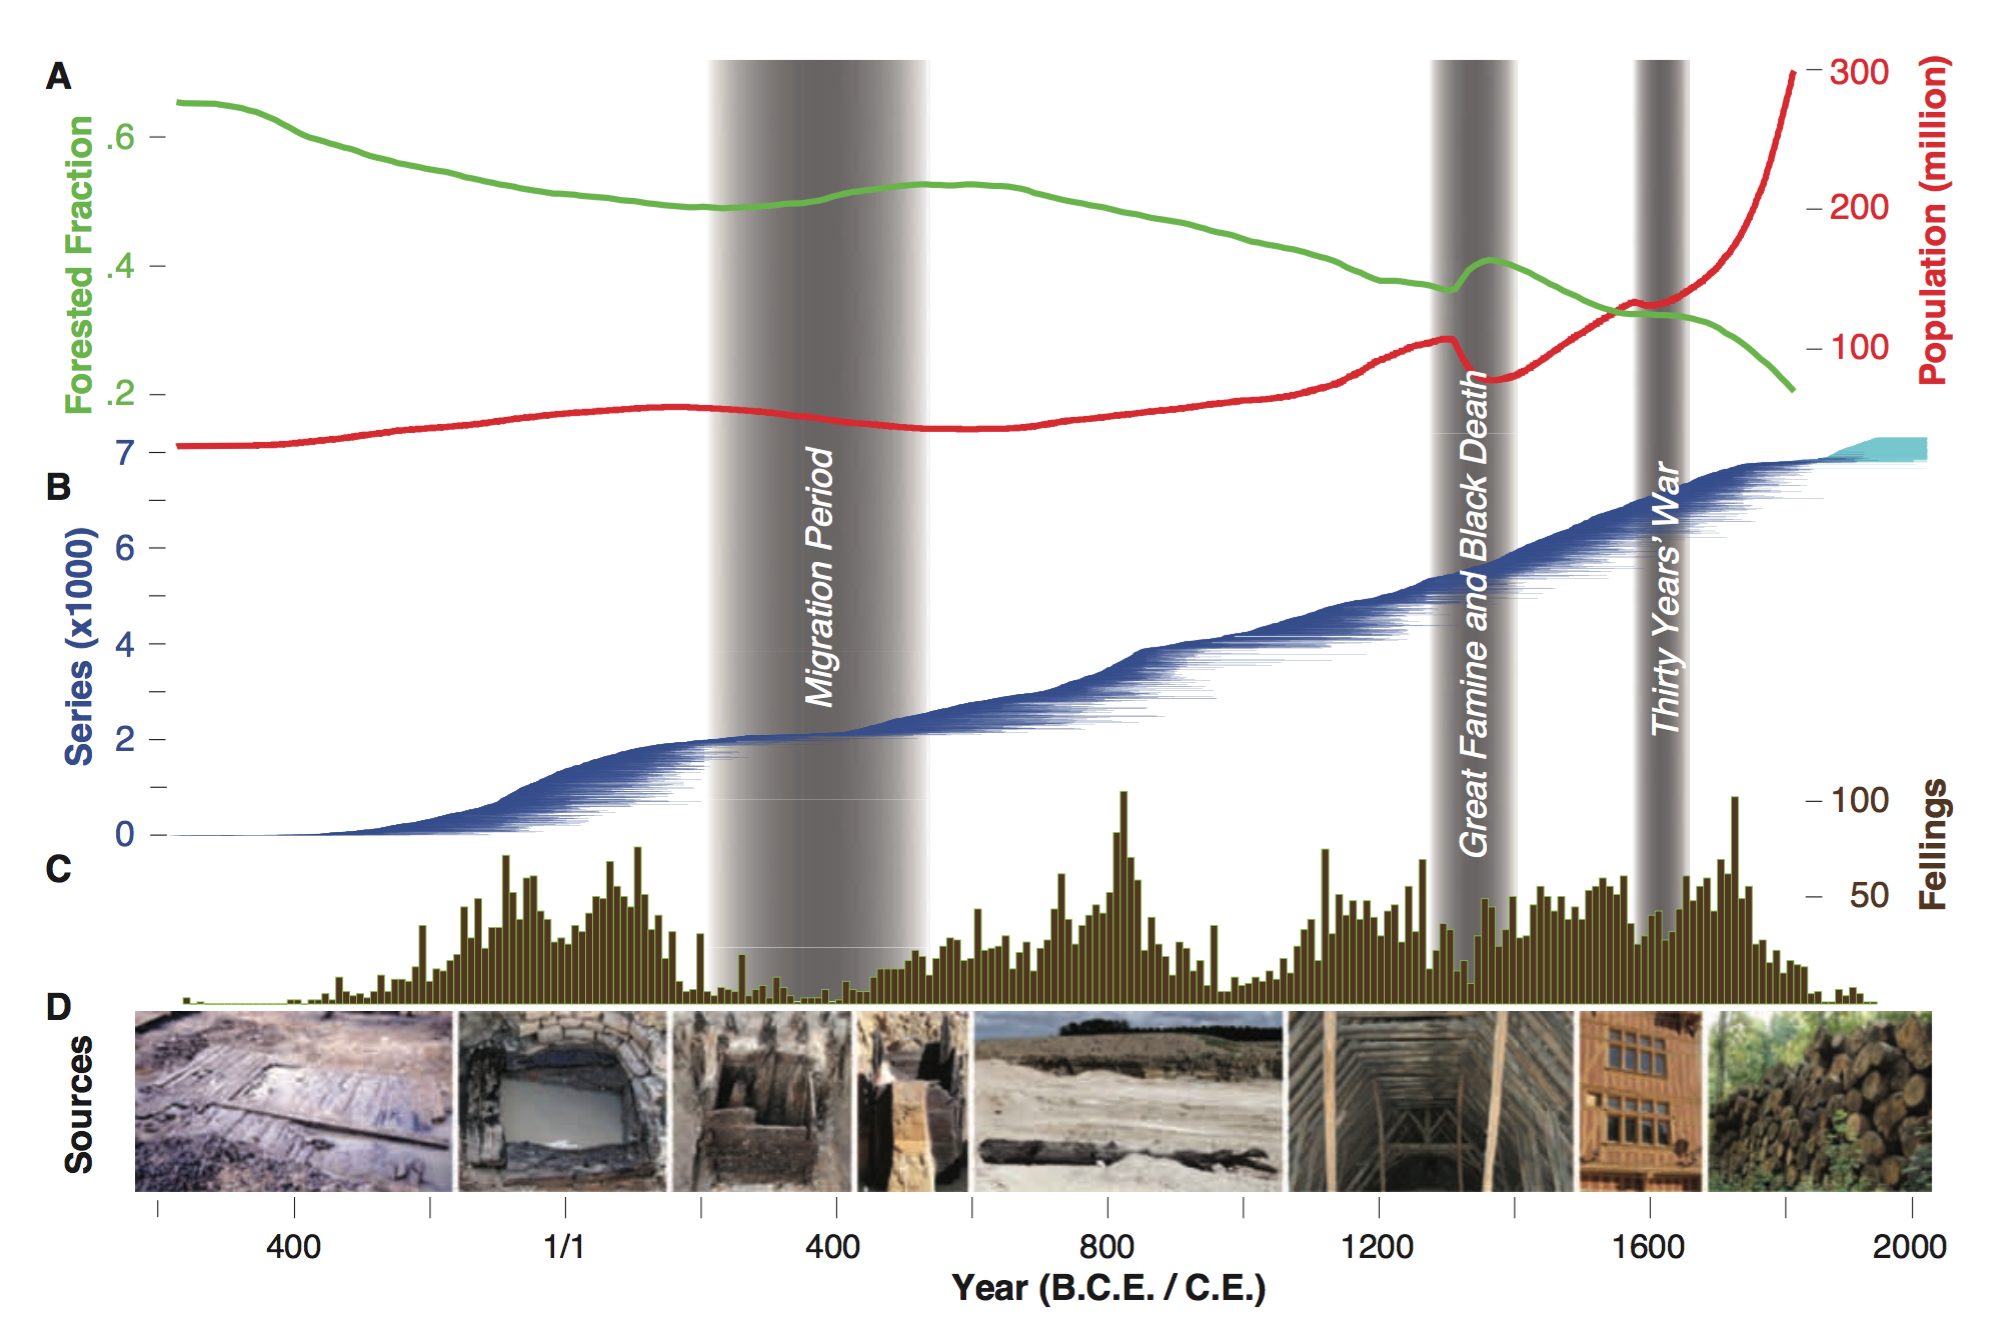 A
Forested Fraction
.6
.4
.2
300
200
100
Population (million)
B
Series (x1000)
7
6
4
2
0
Migration Period
Great Famine and Black Death
Thirty Years' War
C
100
50
Fellings
D
Sources
400 1/1 400 800 1200 1600 2000
Year (B.C.E. / C.E.)